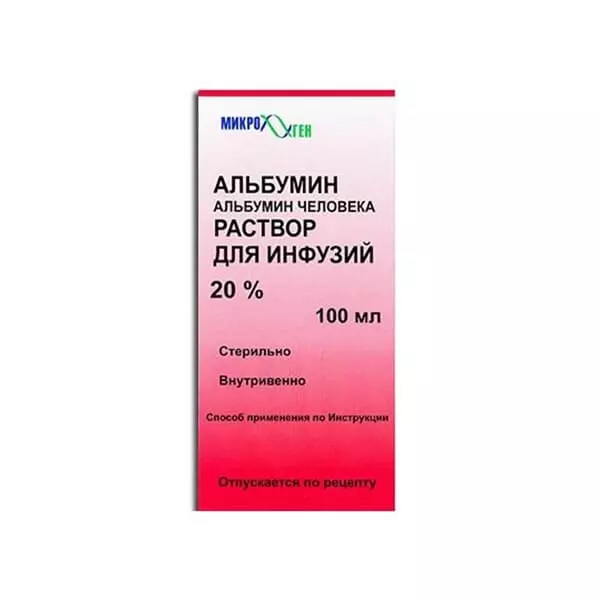 МИКРОГЕН
АЛЬБУМИН
АЛЬБУМИН ЧЕЛОВЕКА
РАСТВОР
ДЛЯ ИНФУЗИЙ
20 %
100 мл
Стерильно
Внутривенно
Способ применения по Инструкции
Отпускается по рецепту